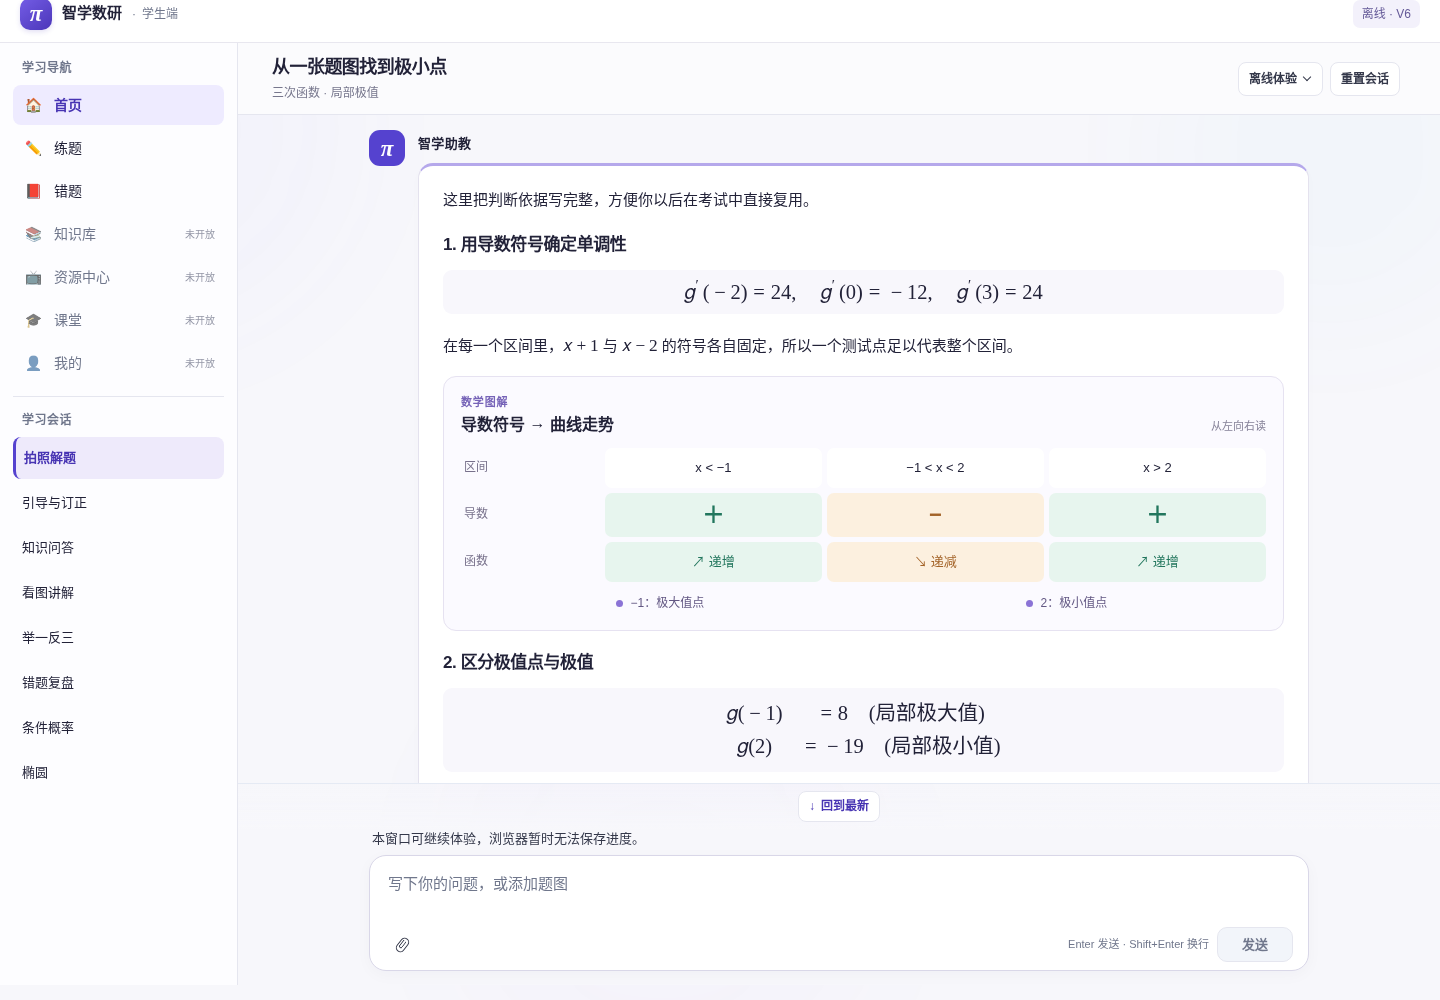 π 智学数研 · 学生端
离线 · V6
学习导航
首页
练题
错题
知识库 未开放
资源中心 未开放
课堂 未开放
我的 未开放
学习会话
拍照解题
引导与订正
知识问答
看图讲解
举一反三
错题复盘
条件概率
椭圆
从一张题图找到极小点
三次函数 · 局部极值
离线体验
重置会话
π 智学助教
这里把判断依据写完整，方便你以后在考试中直接复用。
1. 用导数符号确定单调性
g′(−2) = 24, g′(0) = −12, g′(3) = 24
在每一个区间里，x + 1 与 x − 2 的符号各自固定，所以一个测试点足以代表整个区间。
数学图解
导数符号 → 曲线走势
从左向右读
区间 x < −1 −1 < x < 2 x > 2
导数 + − +
函数 ↗ 递增 ↘ 递减 ↗ 递增
−1：极大值点 2：极小值点
2. 区分极值点与极值
g(−1) = 8 (局部极大值)
g(2) = −19 (局部极小值)
↓ 回到最新
本窗口可继续体验，浏览器暂时无法保存进度。
写下你的问题，或添加题图
Enter 发送 · Shift+Enter 换行
发送